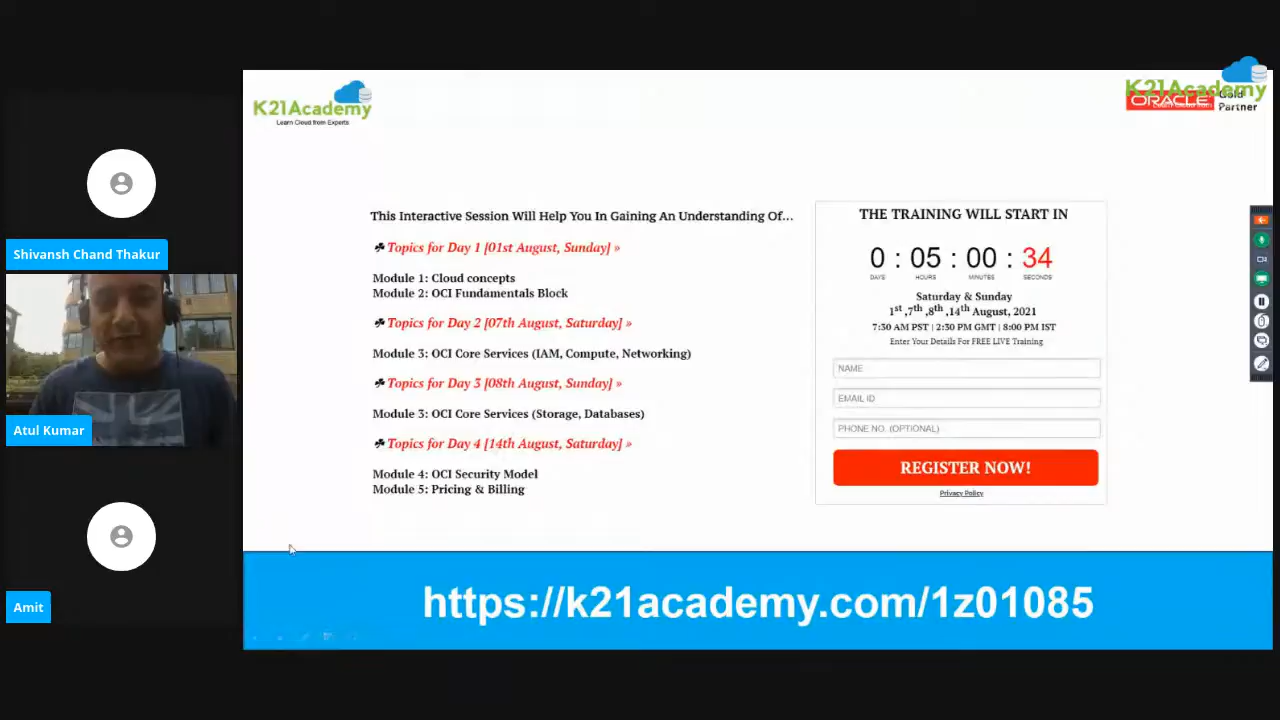 K21Academy
Learn Cloud from Experts
K21Academy
ORACLE
Gold
Partner
This Interactive Session Will Help You In Gaining An Understanding Of...
Topics for Day 1 [01st August, Sunday] »
Module 1: Cloud concepts
Module 2: OCI Fundamentals Block
Topics for Day 2 [07th August, Saturday] »
Module 3: OCI Core Services (IAM, Compute, Networking)
Topics for Day 3 [08th August, Sunday] »
Module 3: OCI Core Services (Storage, Databases)
Topics for Day 4 [14th August, Saturday] »
Module 4: OCI Security Model
Module 5: Pricing & Billing
THE TRAINING WILL START IN
0 : 05 : 00 : 34
DAYS HOURS MINUTES SECONDS
Saturday & Sunday
1st ,7th ,8th ,14th August, 2021
7:30 AM PST | 2:30 PM GMT | 8:00 PM IST
Enter Your Details For FREE LIVE Training
NAME
EMAIL ID
PHONE NO. (OPTIONAL)
REGISTER NOW!
Privacy Policy
https://k21academy.com/1z01085
Shivansh Chand Thakur
Atul Kumar
Amit